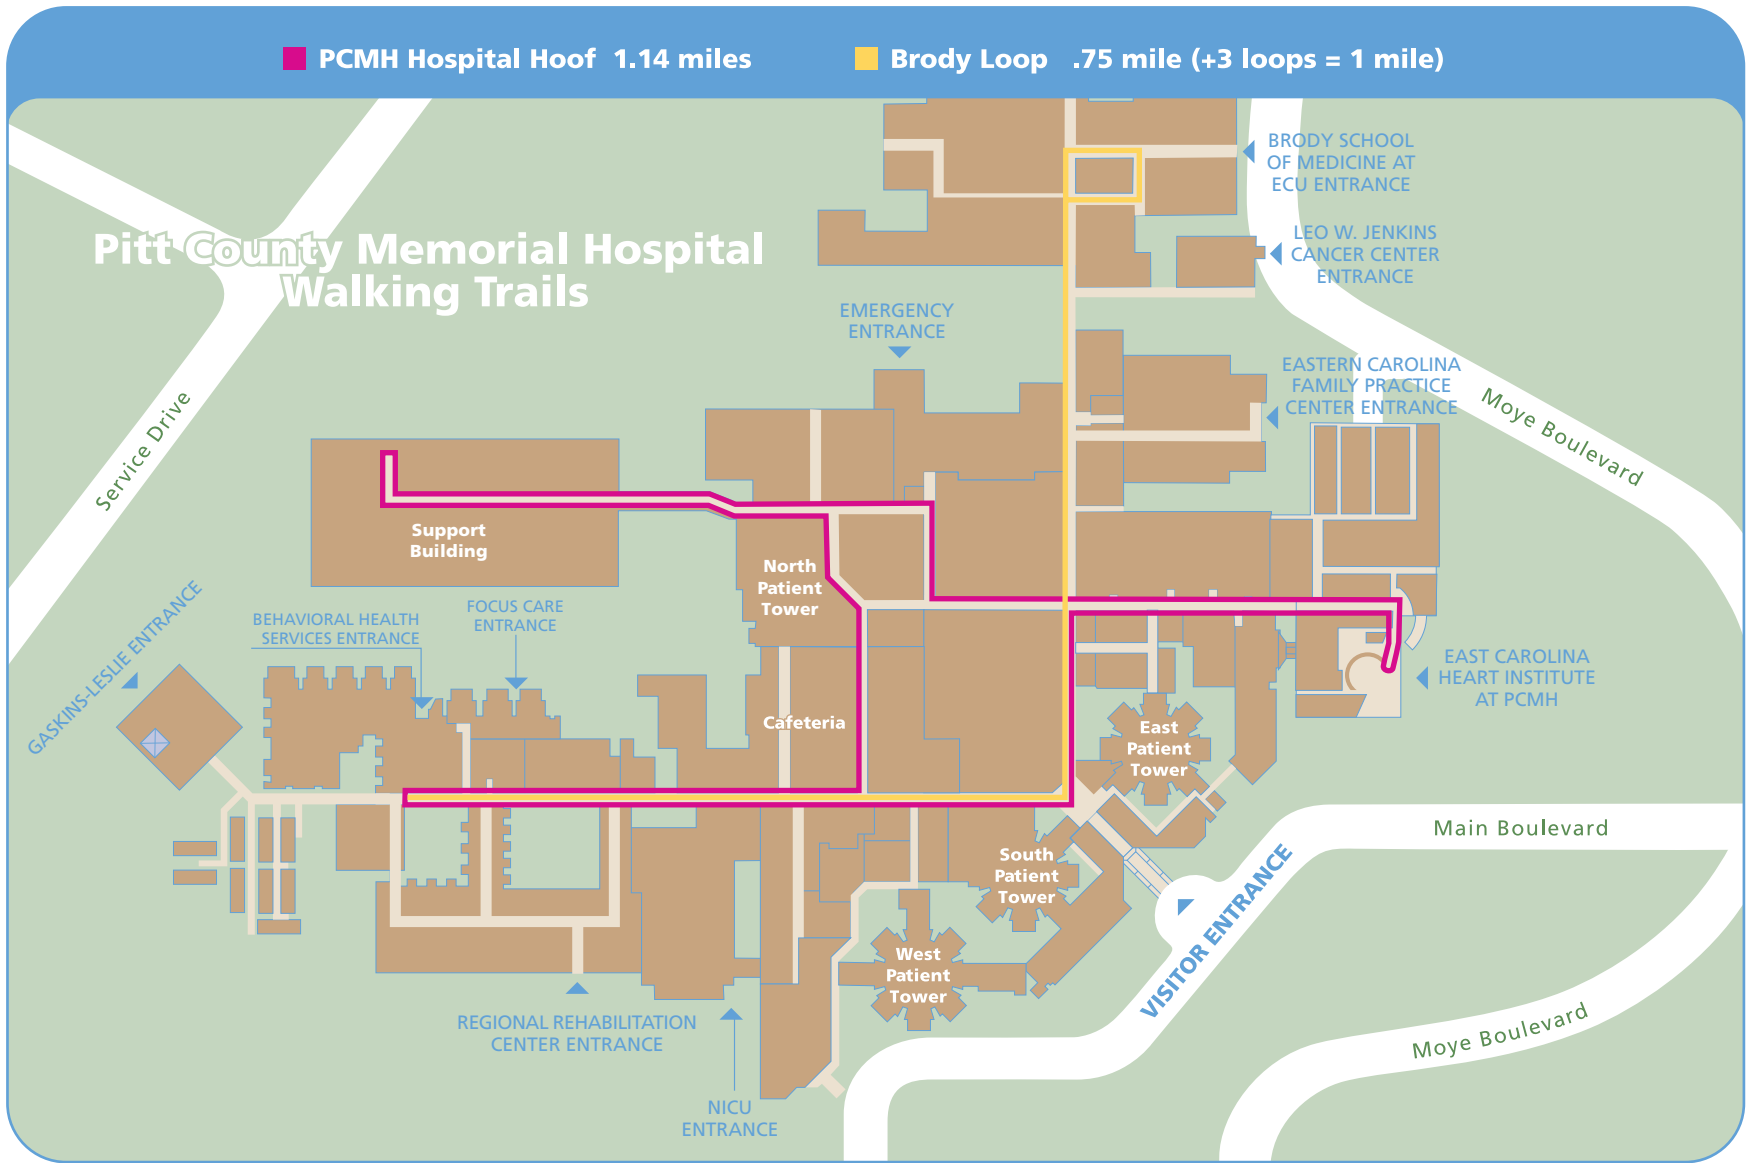 PCMH Hospital Hoof 1.14 miles
Brody Loop .75 mile (+3 loops = 1 mile)
Pitt County Memorial Hospital
Walking Trails
BRODY SCHOOL
OF MEDICINE AT
ECU ENTRANCE
LEO W. JENKINS
CANCER CENTER
ENTRANCE
EMERGENCY
ENTRANCE
EASTERN CAROLINA
FAMILY PRACTICE
CENTER ENTRANCE
Moye Boulevard
Service Drive
Support
Building
North
Patient
Tower
GASKINS-LESLIE ENTRANCE
BEHAVIORAL HEALTH
SERVICES ENTRANCE
FOCUS CARE
ENTRANCE
EAST CAROLINA
HEART INSTITUTE
AT PCMH
Cafeteria
East
Patient
Tower
Main Boulevard
South
Patient
Tower
VISITOR ENTRANCE
West
Patient
Tower
REGIONAL REHABILITATION
CENTER ENTRANCE
Moye Boulevard
NICU
ENTRANCE